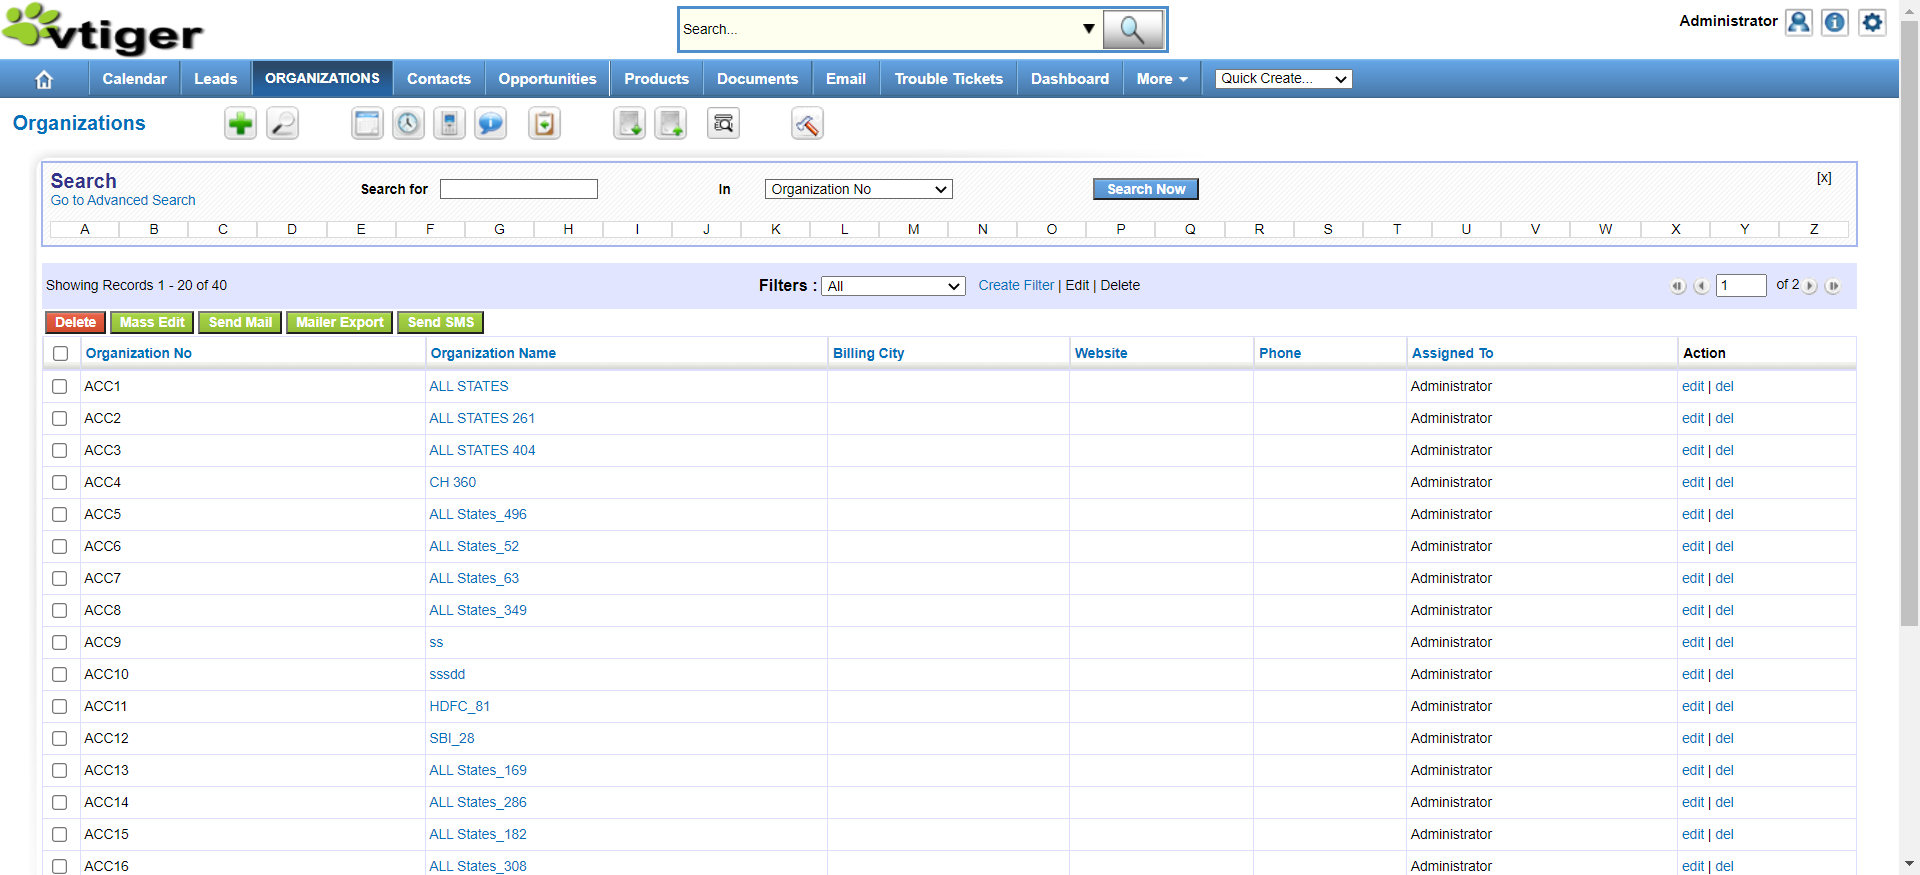 vtiger
Search...
Administrator
Calendar Leads ORGANIZATIONS Contacts Opportunities Products Documents Email Trouble Tickets Dashboard More Quick Create...
Organizations
Search
Go to Advanced Search
Search for In Organization No Search Now [x]
A B C D E F G H I J K L M N O P Q R S T U V W X Y Z
Showing Records 1 - 20 of 40 Filters : All Create Filter | Edit | Delete 1 of 2
Delete Mass Edit Send Mail Mailer Export Send SMS
Organization No Organization Name Billing City Website Phone Assigned To Action
ACC1 ALL STATES Administrator edit | del
ACC2 ALL STATES 261 Administrator edit | del
ACC3 ALL STATES 404 Administrator edit | del
ACC4 CH 360 Administrator edit | del
ACC5 ALL States_496 Administrator edit | del
ACC6 ALL States_52 Administrator edit | del
ACC7 ALL States_63 Administrator edit | del
ACC8 ALL States_349 Administrator edit | del
ACC9 ss Administrator edit | del
ACC10 sssdd Administrator edit | del
ACC11 HDFC_81 Administrator edit | del
ACC12 SBI_28 Administrator edit | del
ACC13 ALL States_169 Administrator edit | del
ACC14 ALL States_286 Administrator edit | del
ACC15 ALL States_182 Administrator edit | del
ACC16 ALL States_308 Administrator edit | del